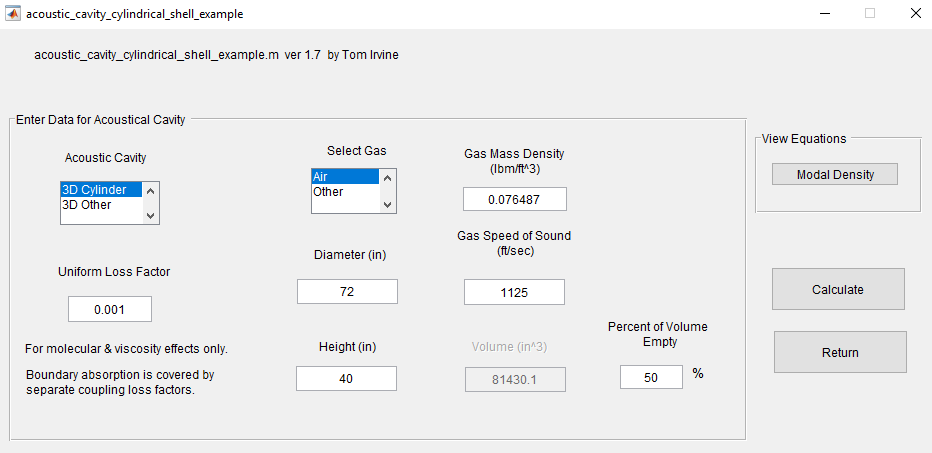 acoustic_cavity_cylindrical_shell_example
acoustic_cavity_cylindrical_shell_example.m ver 1.7 by Tom Irvine
Enter Data for Acoustical Cavity
Acoustic Cavity
3D Cylinder
3D Other
Select Gas
Air
Other
Gas Mass Density
(lbm/ft^3)
0.076487
Uniform Loss Factor
0.001
Diameter (in)
72
Gas Speed of Sound
(ft/sec)
1125
For molecular & viscosity effects only.
Boundary absorption is covered by
separate coupling loss factors.
Height (in)
40
Volume (in^3)
81430.1
Percent of Volume
Empty
50 %
View Equations
Modal Density
Calculate
Return